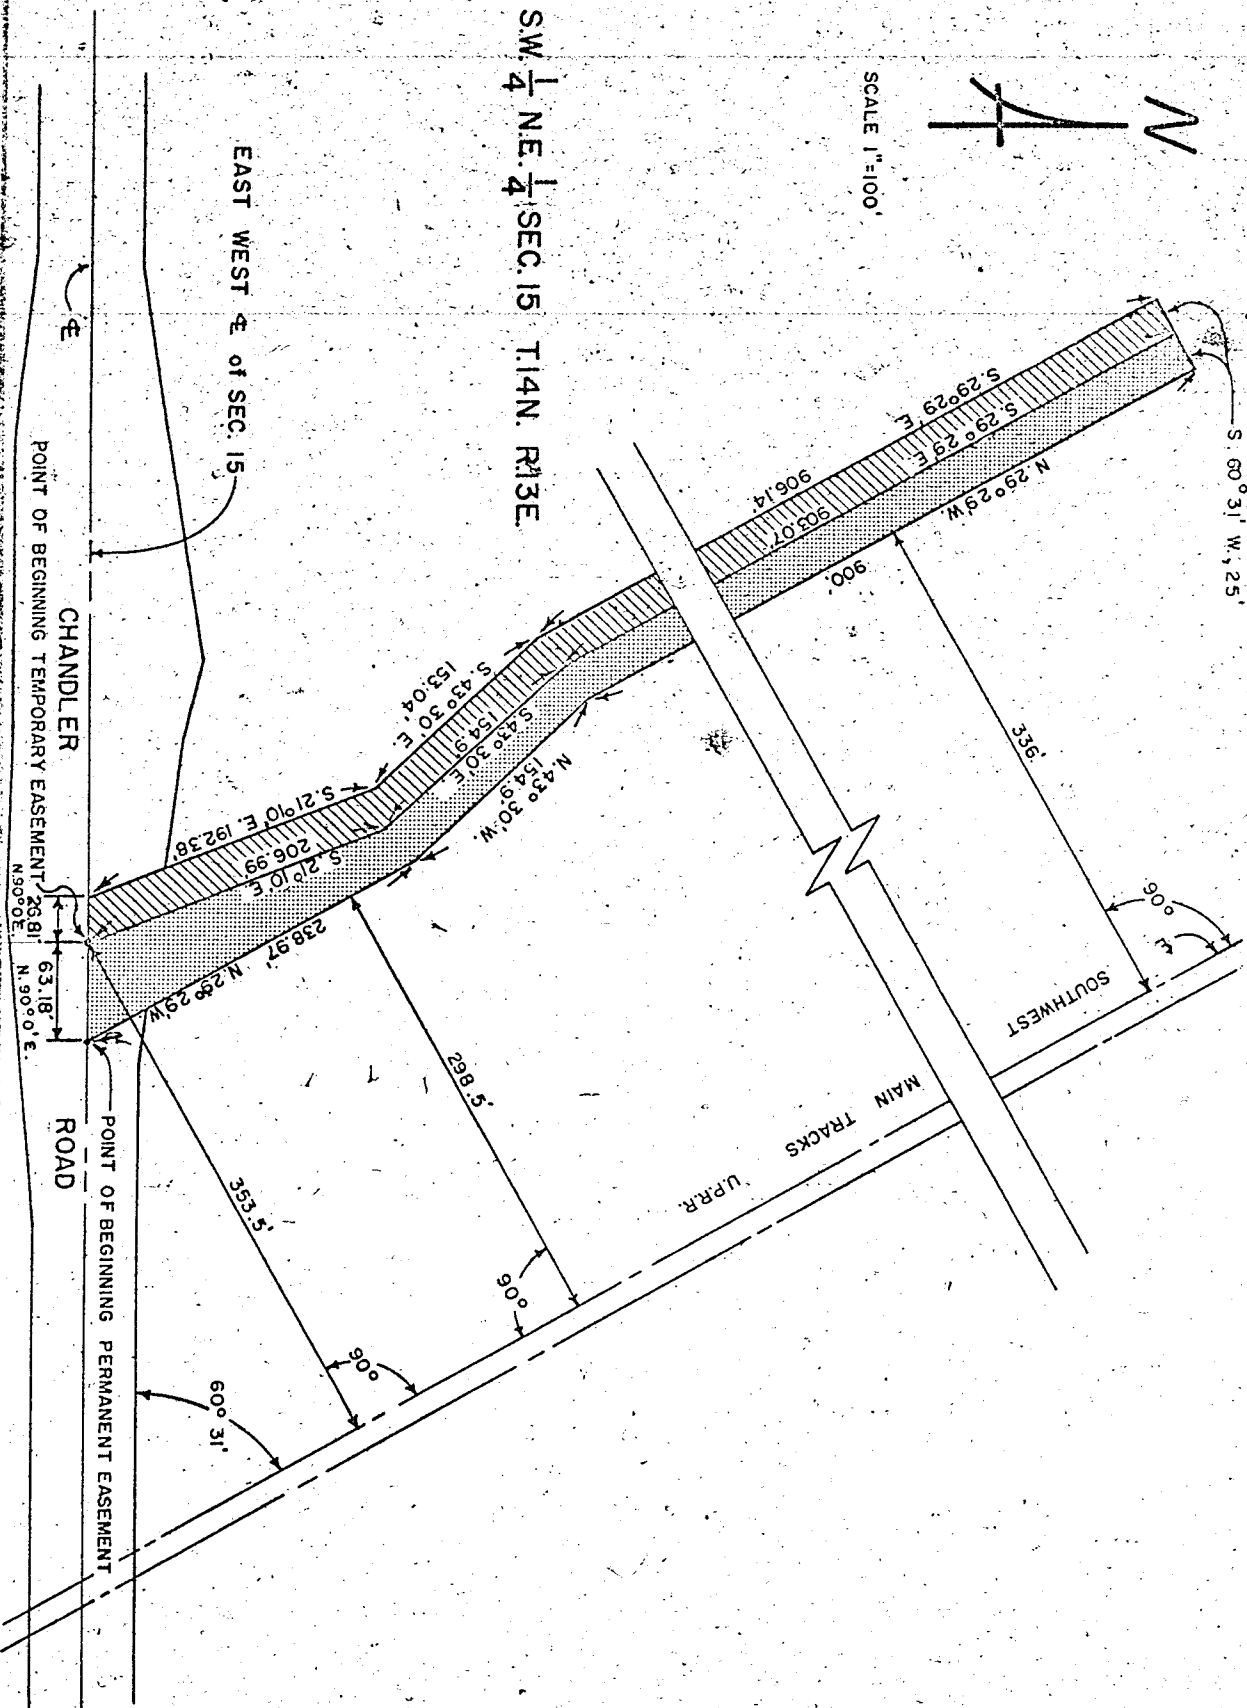 N
SCALE 1"=100'
S 60° 31' W, 25'
S.W. 1/4 N.E. 1/4 SEC. 15 T.14N. R.13E.
S. 29° 29' E.
906.14'
S. 29° 29' E
903.07'
N. 29° 29' W.
900.'
336.'
90°
℄
SOUTHWEST
MAIN TRACKS
U.P.R.R.
S. 43° 30' E.
153.04'
S. 43° 30' E.
154.9'
N. 43° 30' W.
154.9'
S. 21° 10' E. 192.38'
S. 21° 10' E.
206.99'
238.97' N. 29° 29' W
298.5'
90°
353.5'
90°
60° 31'
EAST WEST ℄ of SEC. 15
℄
CHANDLER ROAD
POINT OF BEGINNING TEMPORARY EASEMENT
26.81'
N. 90° 0' E.
63.18'
N. 90° 0' E.
POINT OF BEGINNING PERMANENT EASEMENT